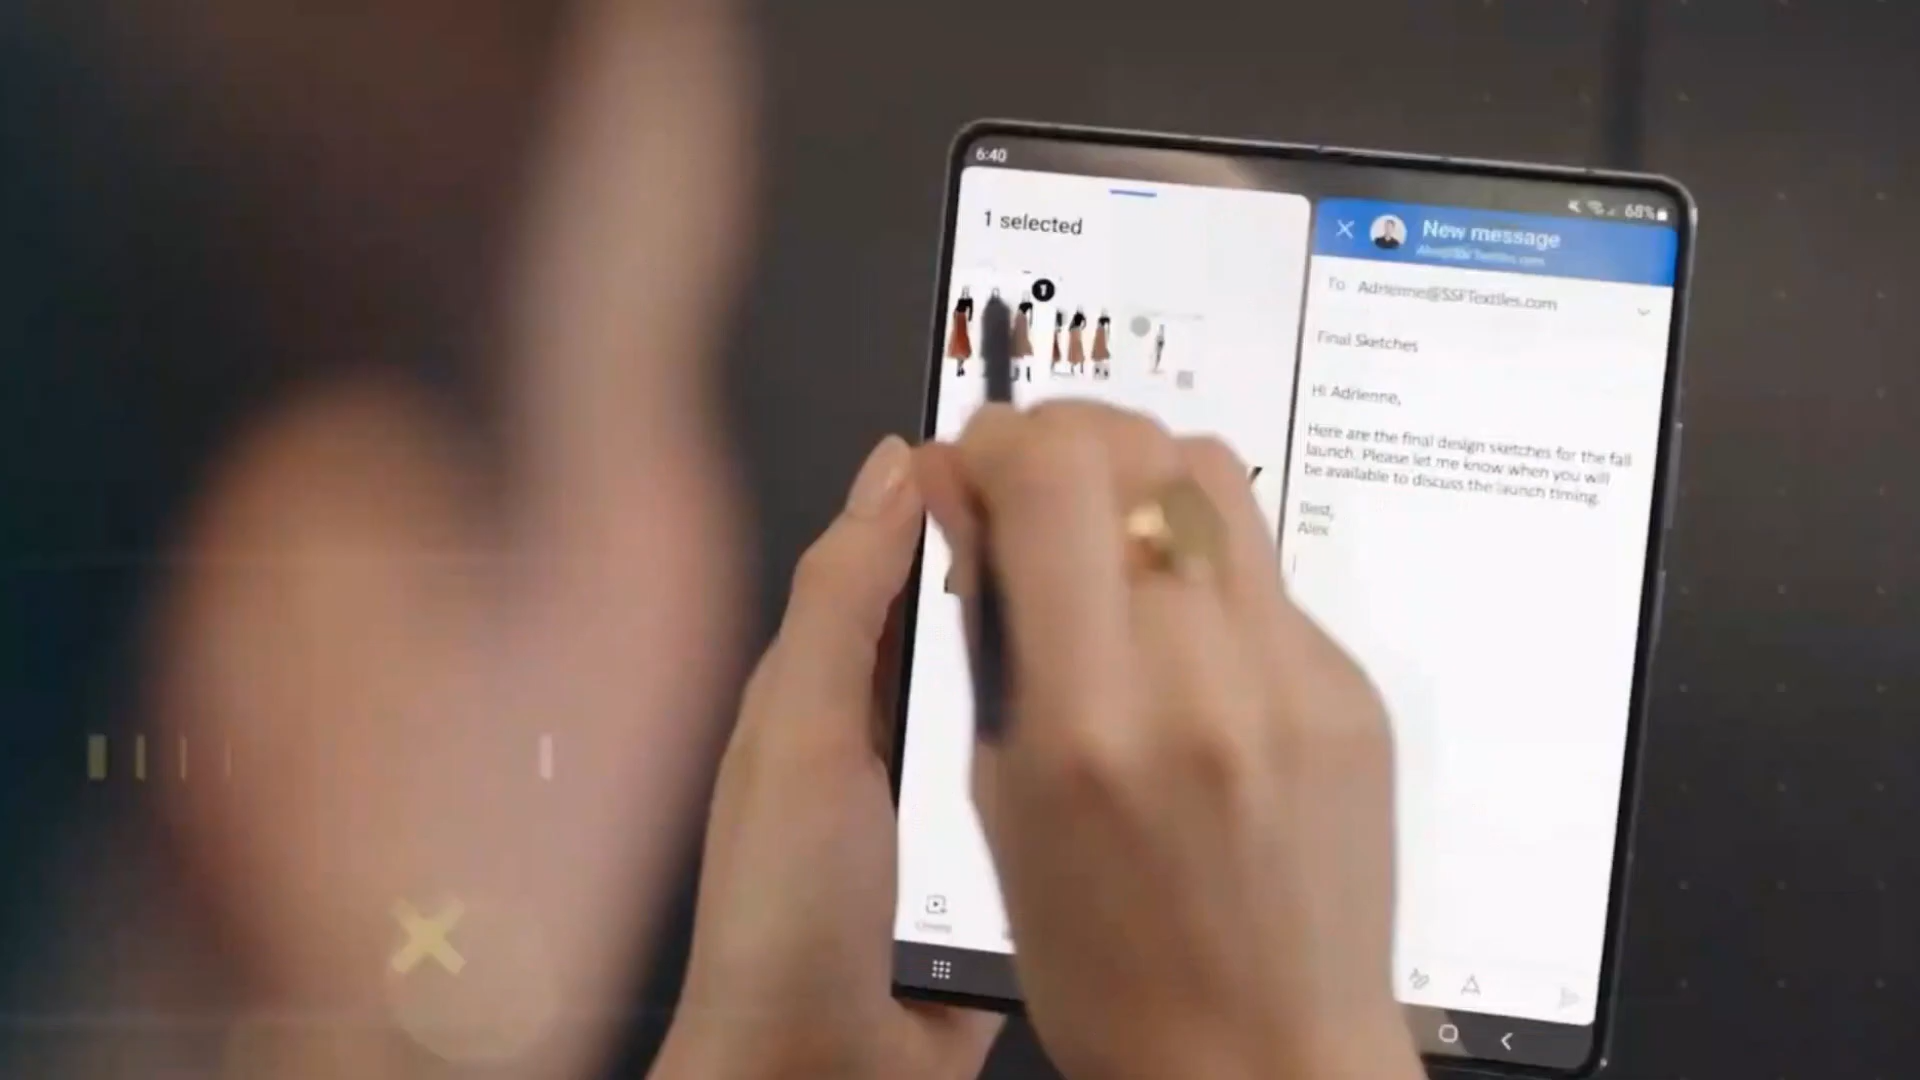 6:40
68%
1 selected
1
New message
To Adrienne@SSFTextiles.com
Final Sketches
Hi Adrienne,
Here are the final design sketches for the fall
launch. Please let me know when you will
be available to discuss the launch timing.
Best,
Alex